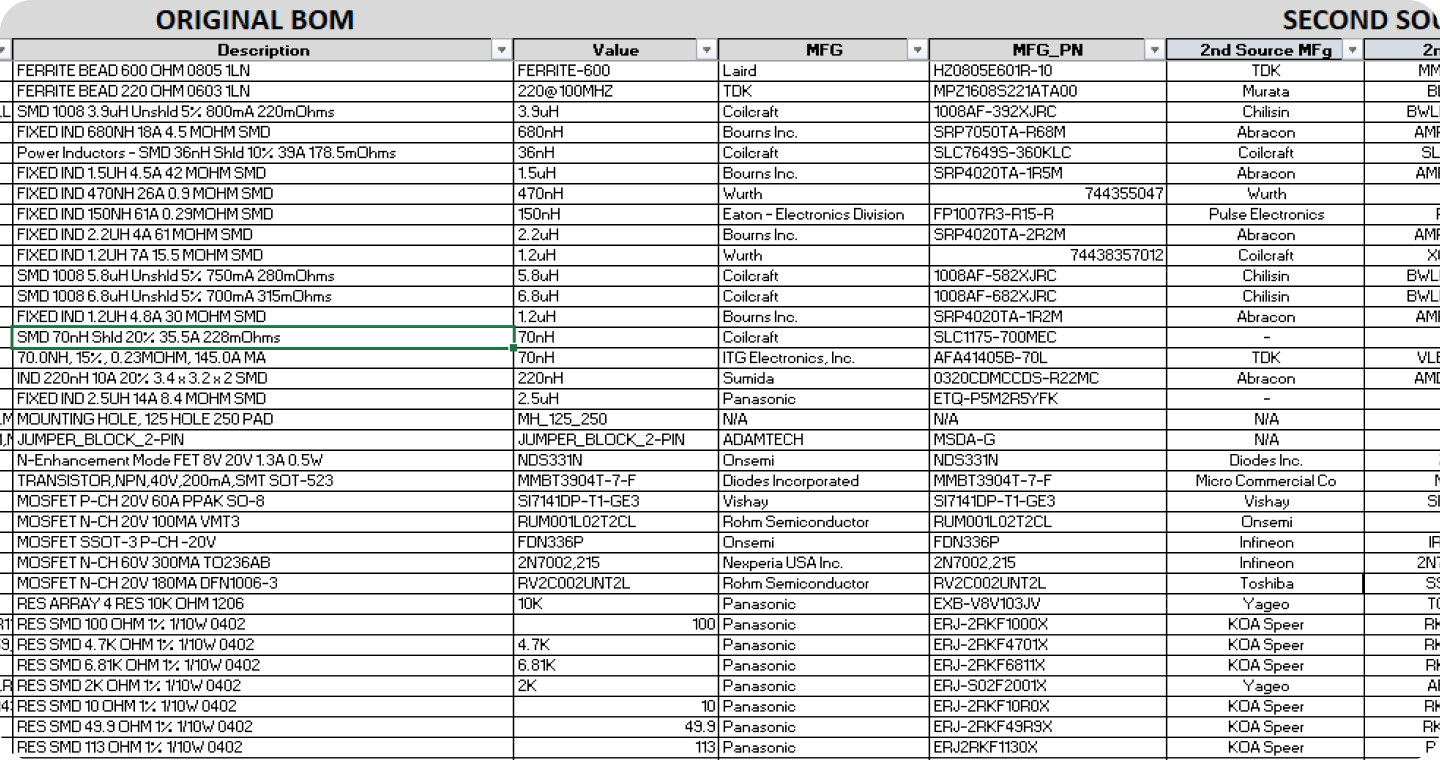 ORIGINAL BOM SECOND SOU
Description Value MFG MFG_PN 2nd Source MFg 2n
FERRITE BEAD 600 OHM 0805 1LN FERRITE-600 Laird HZ0805E601R-10 TDK MM
FERRITE BEAD 220 OHM 0603 1LN 220@100MHZ TDK MPZ1608S221ATA00 Murata BL
LL SMD 1008 3.9uH Unshld 5% 800mA 220mOhms 3.9uH Coilcraft 1008AF-392XJRC Chilisin BWL
FIXED IND 680NH 18A 4.5 MOHM SMD 680nH Bourns Inc. SRP7050TA-R68M Abracon AMP
Power Inductors - SMD 36nH Shld 10% 39A 178.5mOhms 36nH Coilcraft SLC7649S-360KLC Coilcraft SL
FIXED IND 1.5UH 4.5A 42 MOHM SMD 1.5uH Bourns Inc. SRP4020TA-1R5M Abracon AMP
FIXED IND 470NH 26A 0.9 MOHM SMD 470nH Wurth 744355047 Wurth
FIXED IND 150NH 61A 0.29MOHM SMD 150nH Eaton - Electronics Division FP1007R3-R15-R Pulse Electronics P
FIXED IND 2.2UH 4A 61 MOHM SMD 2.2uH Bourns Inc. SRP4020TA-2R2M Abracon AMP
FIXED IND 1.2UH 7A 15.5 MOHM SMD 1.2uH Wurth 74438357012 Coilcraft X
SMD 1008 5.8uH Unshld 5% 750mA 280mOhms 5.8uH Coilcraft 1008AF-582XJRC Chilisin BWL
SMD 1008 6.8uH Unshld 5% 700mA 315mOhms 6.8uH Coilcraft 1008AF-682XJRC Chilisin BWL
FIXED IND 1.2UH 4.8A 30 MOHM SMD 1.2uH Bourns Inc. SRP4020TA-1R2M Abracon AMP
SMD 70nH Shld 20% 35.5A 228mOhms 70nH Coilcraft SLC1175-700MEC -
70.0NH, 15%, 0.23MOHM, 145.0A MA 70nH ITG Electronics, Inc. AFA41405B-70L TDK VLB
IND 220nH 10A 20% 3.4 x 3.2 x 2 SMD 220nH Sumida 0320CDMCCDS-R22MC Abracon AMD
FIXED IND 2.5UH 14A 8.4 MOHM SMD 2.5uH Panasonic ETQ-P5M2R5YFK -
,M MOUNTING HOLE, 125 HOLE 250 PAD MH_125_250 N/A N/A N/A
JUMPER_BLOCK_2-PIN JUMPER_BLOCK_2-PIN ADAMTECH MSDA-G N/A
N-Enhancement Mode FET 8V 20V 1.3A 0.5W NDS331N Onsemi NDS331N Diodes Inc.
TRANSISTOR,NPN,40V,200mA,SMT SOT-523 MMBT3904T-7-F Diodes Incorporated MMBT3904T-7-F Micro Commercial Co
MOSFET P-CH 20V 60A PPAK SO-8 SI7141DP-T1-GE3 Vishay SI7141DP-T1-GE3 Vishay SI
MOSFET N-CH 20V 100MA VMT3 RUM001L02T2CL Rohm Semiconductor RUM001L02T2CL Onsemi
MOSFET SSOT-3 P-CH -20V FDN336P Onsemi FDN336P Infineon IR
MOSFET N-CH 60V 300MA TO236AB 2N7002,215 Nexperia USA Inc. 2N7002,215 Infineon 2N7
MOSFET N-CH 20V 180MA DFN1006-3 RV2C002UNT2L Rohm Semiconductor RV2C002UNT2L Toshiba SS
RES ARRAY 4 RES 10K OHM 1206 10K Panasonic EXB-V8V103JV Yageo TC
R11 RES SMD 100 OHM 1% 1/10W 0402 100 Panasonic ERJ-2RKF1000X KOA Speer RK
59, RES SMD 4.7K OHM 1% 1/10W 0402 4.7K Panasonic ERJ-2RKF4701X KOA Speer RK
RES SMD 6.81K OHM 1% 1/10W 0402 6.81K Panasonic ERJ-2RKF6811X KOA Speer RK
,R RES SMD 2K OHM 1% 1/10W 0402 2K Panasonic ERJ-S02F2001X Yageo A
RES SMD 10 OHM 1% 1/10W 0402 10 Panasonic ERJ-2RKF10R0X KOA Speer RK
RES SMD 49.9 OHM 1% 1/10W 0402 49.9 Panasonic ERJ-2RKF49R9X KOA Speer RK
RES SMD 113 OHM 1% 1/10W 0402 113 Panasonic ERJ2RKF1130X KOA Speer P